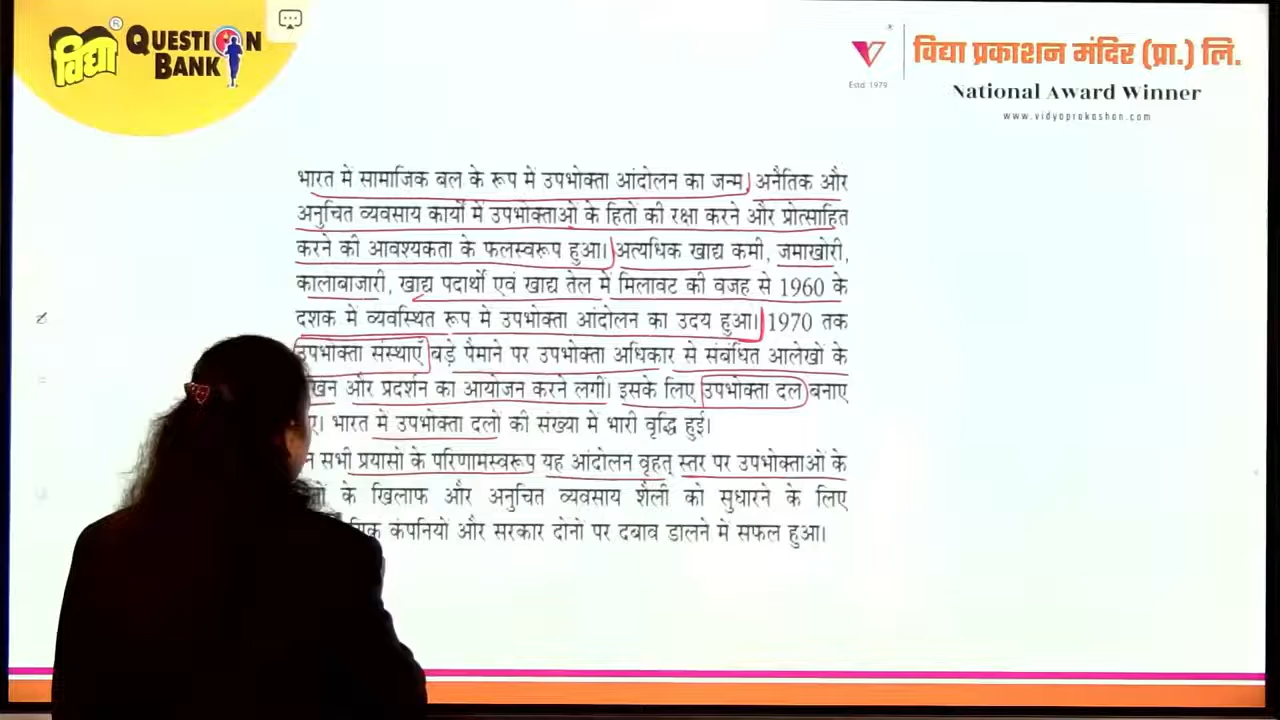 विद्या
®
QUESTION
BANK
Estd. 1979
विद्या प्रकाशन मंदिर (प्रा.) लि.
National Award Winner
www.vidyaprakashan.com
भारत में सामाजिक बल के रूप में उपभोक्ता आंदोलन का जन्म अनैतिक और
अनुचित व्यवसाय कार्यों में उपभोक्ताओं के हितों की रक्षा करने और प्रोत्साहित
करने की आवश्यकता के फलस्वरूप हुआ। अत्यधिक खाद्य कमी, जमाखोरी,
कालाबाजारी, खाद्य पदार्थों एवं खाद्य तेल में मिलावट की वजह से 1960 के
दशक में व्यवस्थित रूप में उपभोक्ता आंदोलन का उदय हुआ। 1970 तक
उपभोक्ता संस्थाएँ बड़े पैमाने पर उपभोक्ता अधिकार से संबंधित आलेखों के
और प्रदर्शन का आयोजन करने लगी। इसके लिए उपभोक्ता दल बनाए
भारत में उपभोक्ता दलों की संख्या में भारी वृद्धि हुई।
सभी प्रयासों के परिणामस्वरूप यह आंदोलन वृहत् स्तर पर उपभोक्ताओं के
के खिलाफ और अनुचित व्यवसाय शैली को सुधारने के लिए
कंपनियों और सरकार दोनों पर दबाव डालने में सफल हुआ।